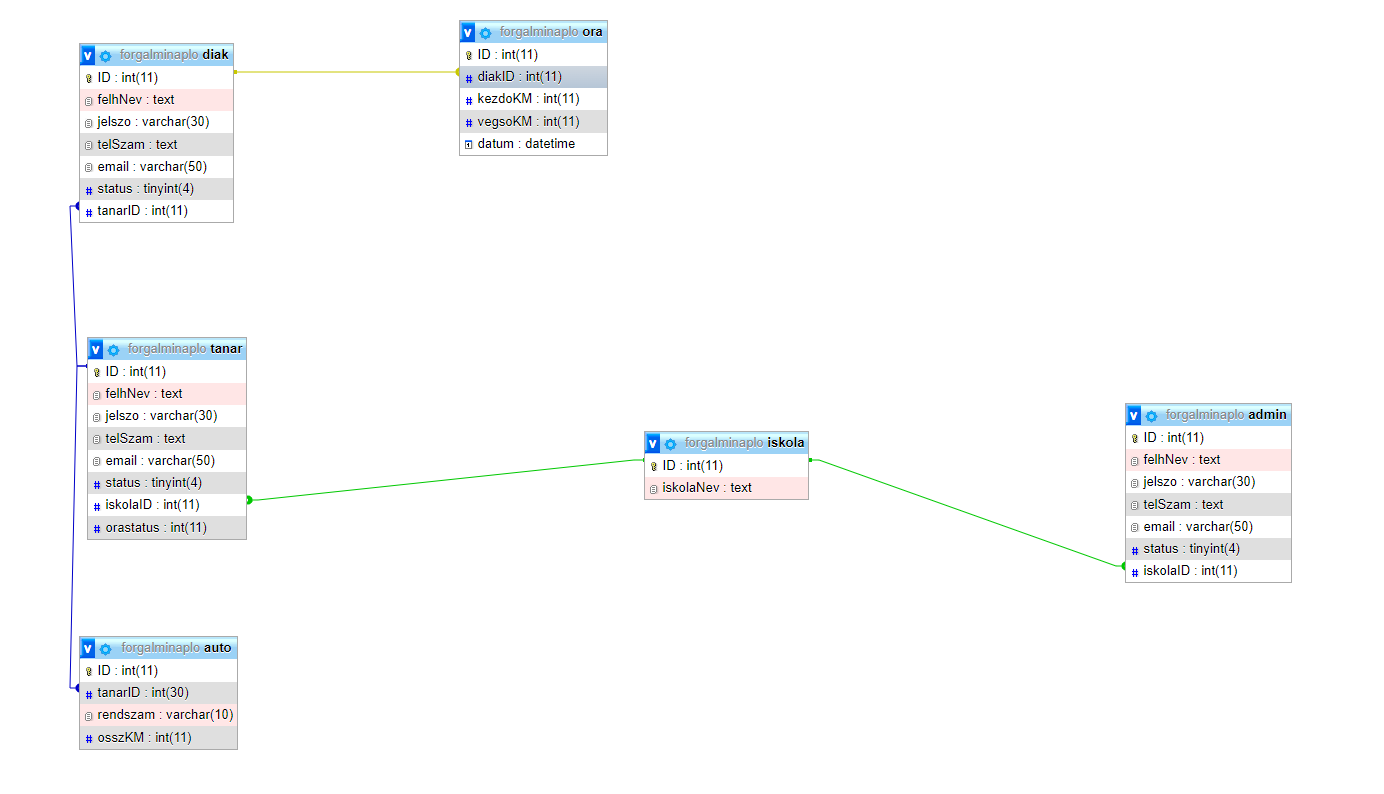 forgalminaplo diak
ID : int(11)
felhNev : text
jelszo : varchar(30)
telSzam : text
email : varchar(50)
status : tinyint(4)
tanarID : int(11)
forgalminaplo ora
ID : int(11)
diakID : int(11)
kezdoKM : int(11)
vegsoKM : int(11)
datum : datetime
forgalminaplo tanar
ID : int(11)
felhNev : text
jelszo : varchar(30)
telSzam : text
email : varchar(50)
status : tinyint(4)
iskolaID : int(11)
orastatus : int(11)
forgalminaplo iskola
ID : int(11)
iskolaNev : text
forgalminaplo admin
ID : int(11)
felhNev : text
jelszo : varchar(30)
telSzam : text
email : varchar(50)
status : tinyint(4)
iskolaID : int(11)
forgalminaplo auto
ID : int(11)
tanarID : int(30)
rendszam : varchar(10)
osszKM : int(11)